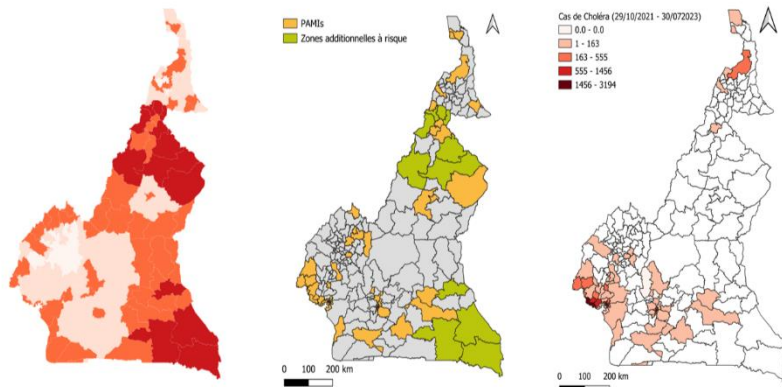 PAMIs
Zones additionnelles à risque
0 100 200 km
Cas de Choléra (29/10/2021 - 30/072023)
0.0 - 0.0
1 - 163
163 - 555
555 - 1456
1456 - 3194
0 100 200 km